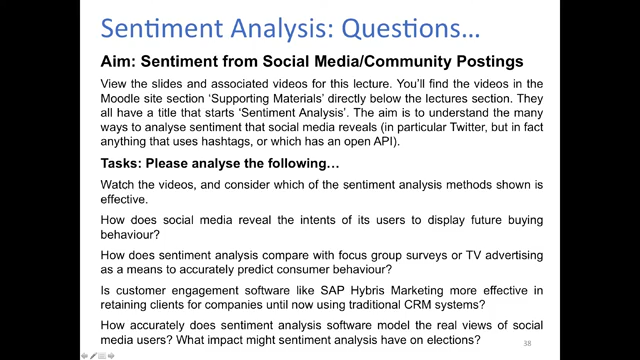 Sentiment Analysis: Questions…
Aim: Sentiment from Social Media/Community Postings
View the slides and associated videos for this lecture. You'll find the videos in the
Moodle site section 'Supporting Materials' directly below the lectures section. They
all have a title that starts 'Sentiment Analysis'. The aim is to understand the many
ways to analyse sentiment that social media reveals (in particular Twitter, but in fact
anything that uses hashtags, or which has an open API).
Tasks: Please analyse the following…
Watch the videos, and consider which of the sentiment analysis methods shown is
effective.
How does social media reveal the intents of its users to display future buying
behaviour?
How does sentiment analysis compare with focus group surveys or TV advertising
as a means to accurately predict consumer behaviour?
Is customer engagement software like SAP Hybris Marketing more effective in
retaining clients for companies until now using traditional CRM systems?
How accurately does sentiment analysis software model the real views of social
media users? What impact might sentiment analysis have on elections?
38